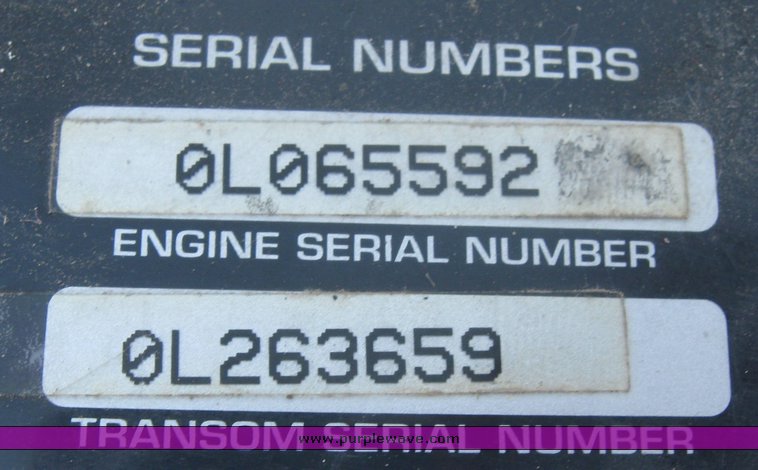 SERIAL NUMBERS
0L065592
ENGINE SERIAL NUMBER
0L263659
TRANSOM SERIAL NUMBER
www.purplewave.com